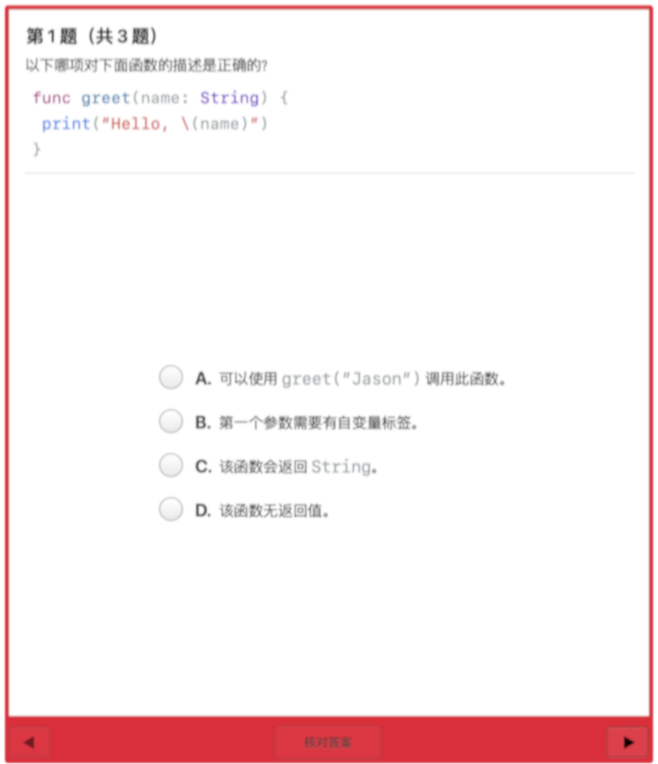 第 1 题（共 3 题）
以下哪项对下面函数的描述是正确的?
func greet(name: String) {
print("Hello, \(name)")
}
A. 可以使用 greet("Jason") 调用此函数。
B. 第一个参数需要有自变量标签。
C. 该函数会返回 String。
D. 该函数无返回值。
核对答案